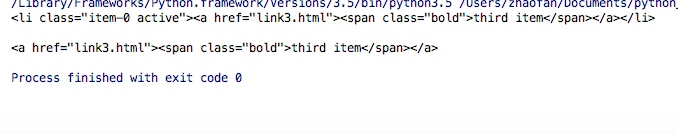 /Library/Frameworks/Python.framework/Versions/3.5/bin/python3.5 /Users/zhaofan/Documents/python_
<li class="item-0 active"><a href="link3.html"><span class="bold">third item</span></a></li>
<a href="link3.html"><span class="bold">third item</span></a>
Process finished with exit code 0